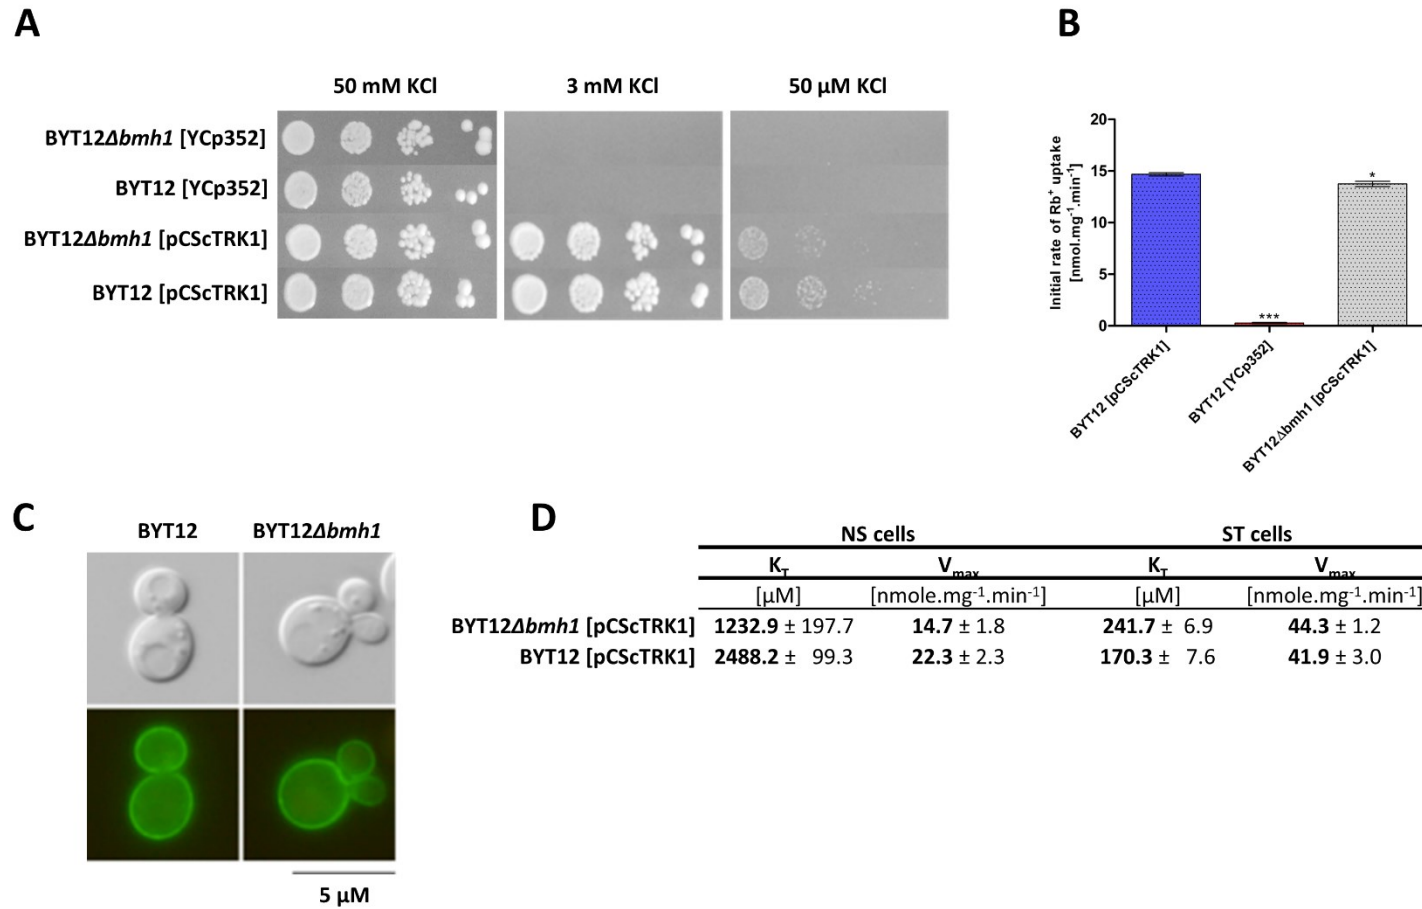 A
50 mM KCl
3 mM KCl
50 µM KCl
BYT12Δbmh1 [YCp352]
BYT12 [YCp352]
BYT12Δbmh1 [pCScTRK1]
BYT12 [pCScTRK1]
B
Initial rate of Rb⁺ uptake
[nmol.mg⁻¹.min⁻¹]
20
15
10
5
0
***
*
BYT12 [pCScTRK1]
BYT12 [YCp352]
BYT12Δbmh1 [pCScTRK1]
C
BYT12
BYT12Δbmh1
5 µM
D
NS cells ST cells
K_T V_max K_T V_max
[µM] [nmole.mg⁻¹.min⁻¹] [µM] [nmole.mg⁻¹.min⁻¹]
BYT12Δbmh1 [pCScTRK1] 1232.9 ± 197.7 14.7 ± 1.8 241.7 ± 6.9 44.3 ± 1.2
BYT12 [pCScTRK1] 2488.2 ± 99.3 22.3 ± 2.3 170.3 ± 7.6 41.9 ± 3.0